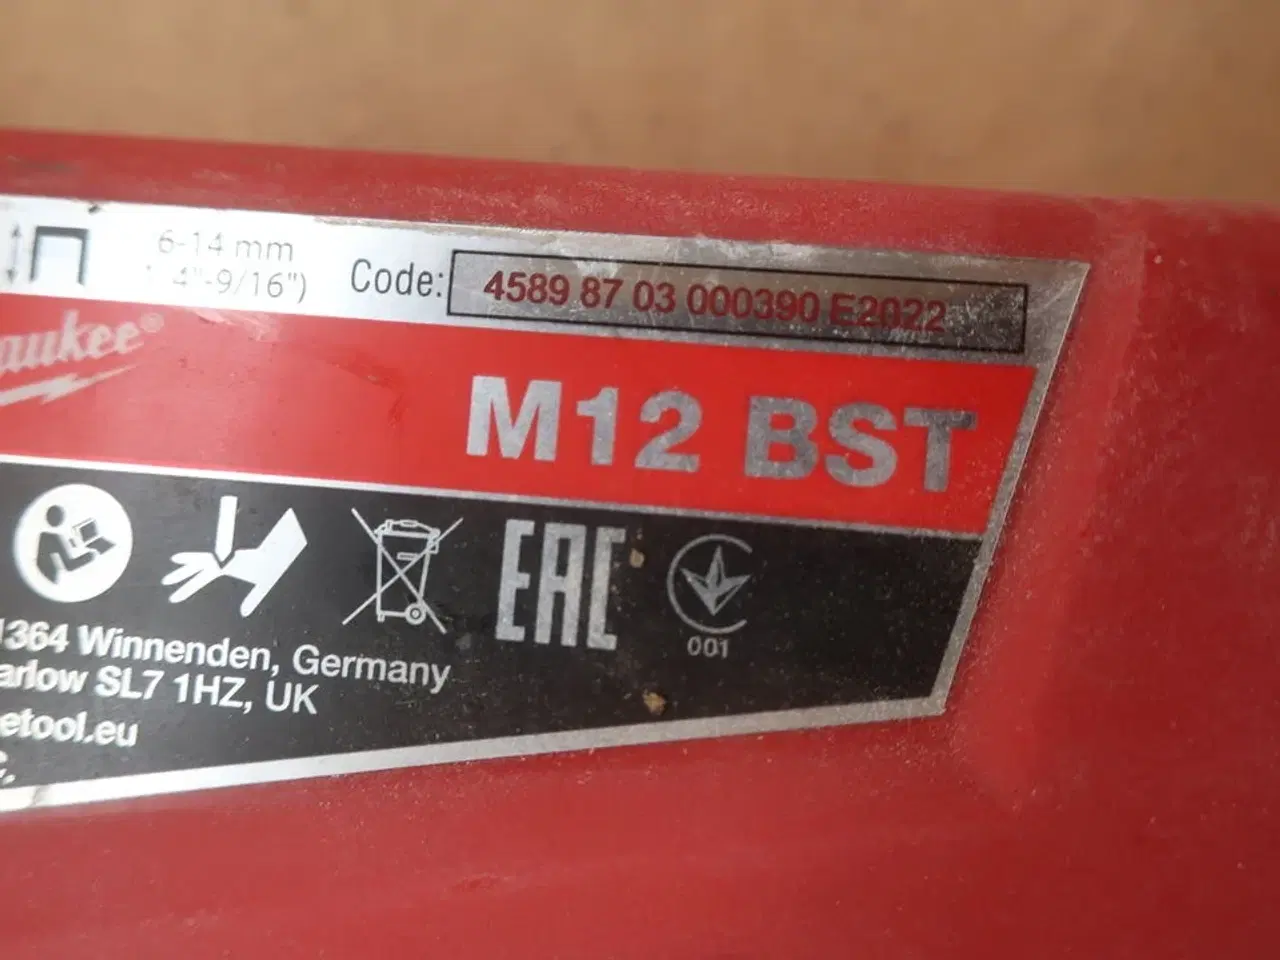 6-14 mm
4"-9/16")
Code: 4589 87 03 000390 E2022
aukee®
M12 BST
EAC
001
1364 Winnenden, Germany
arlow SL7 1HZ, UK
etool.eu